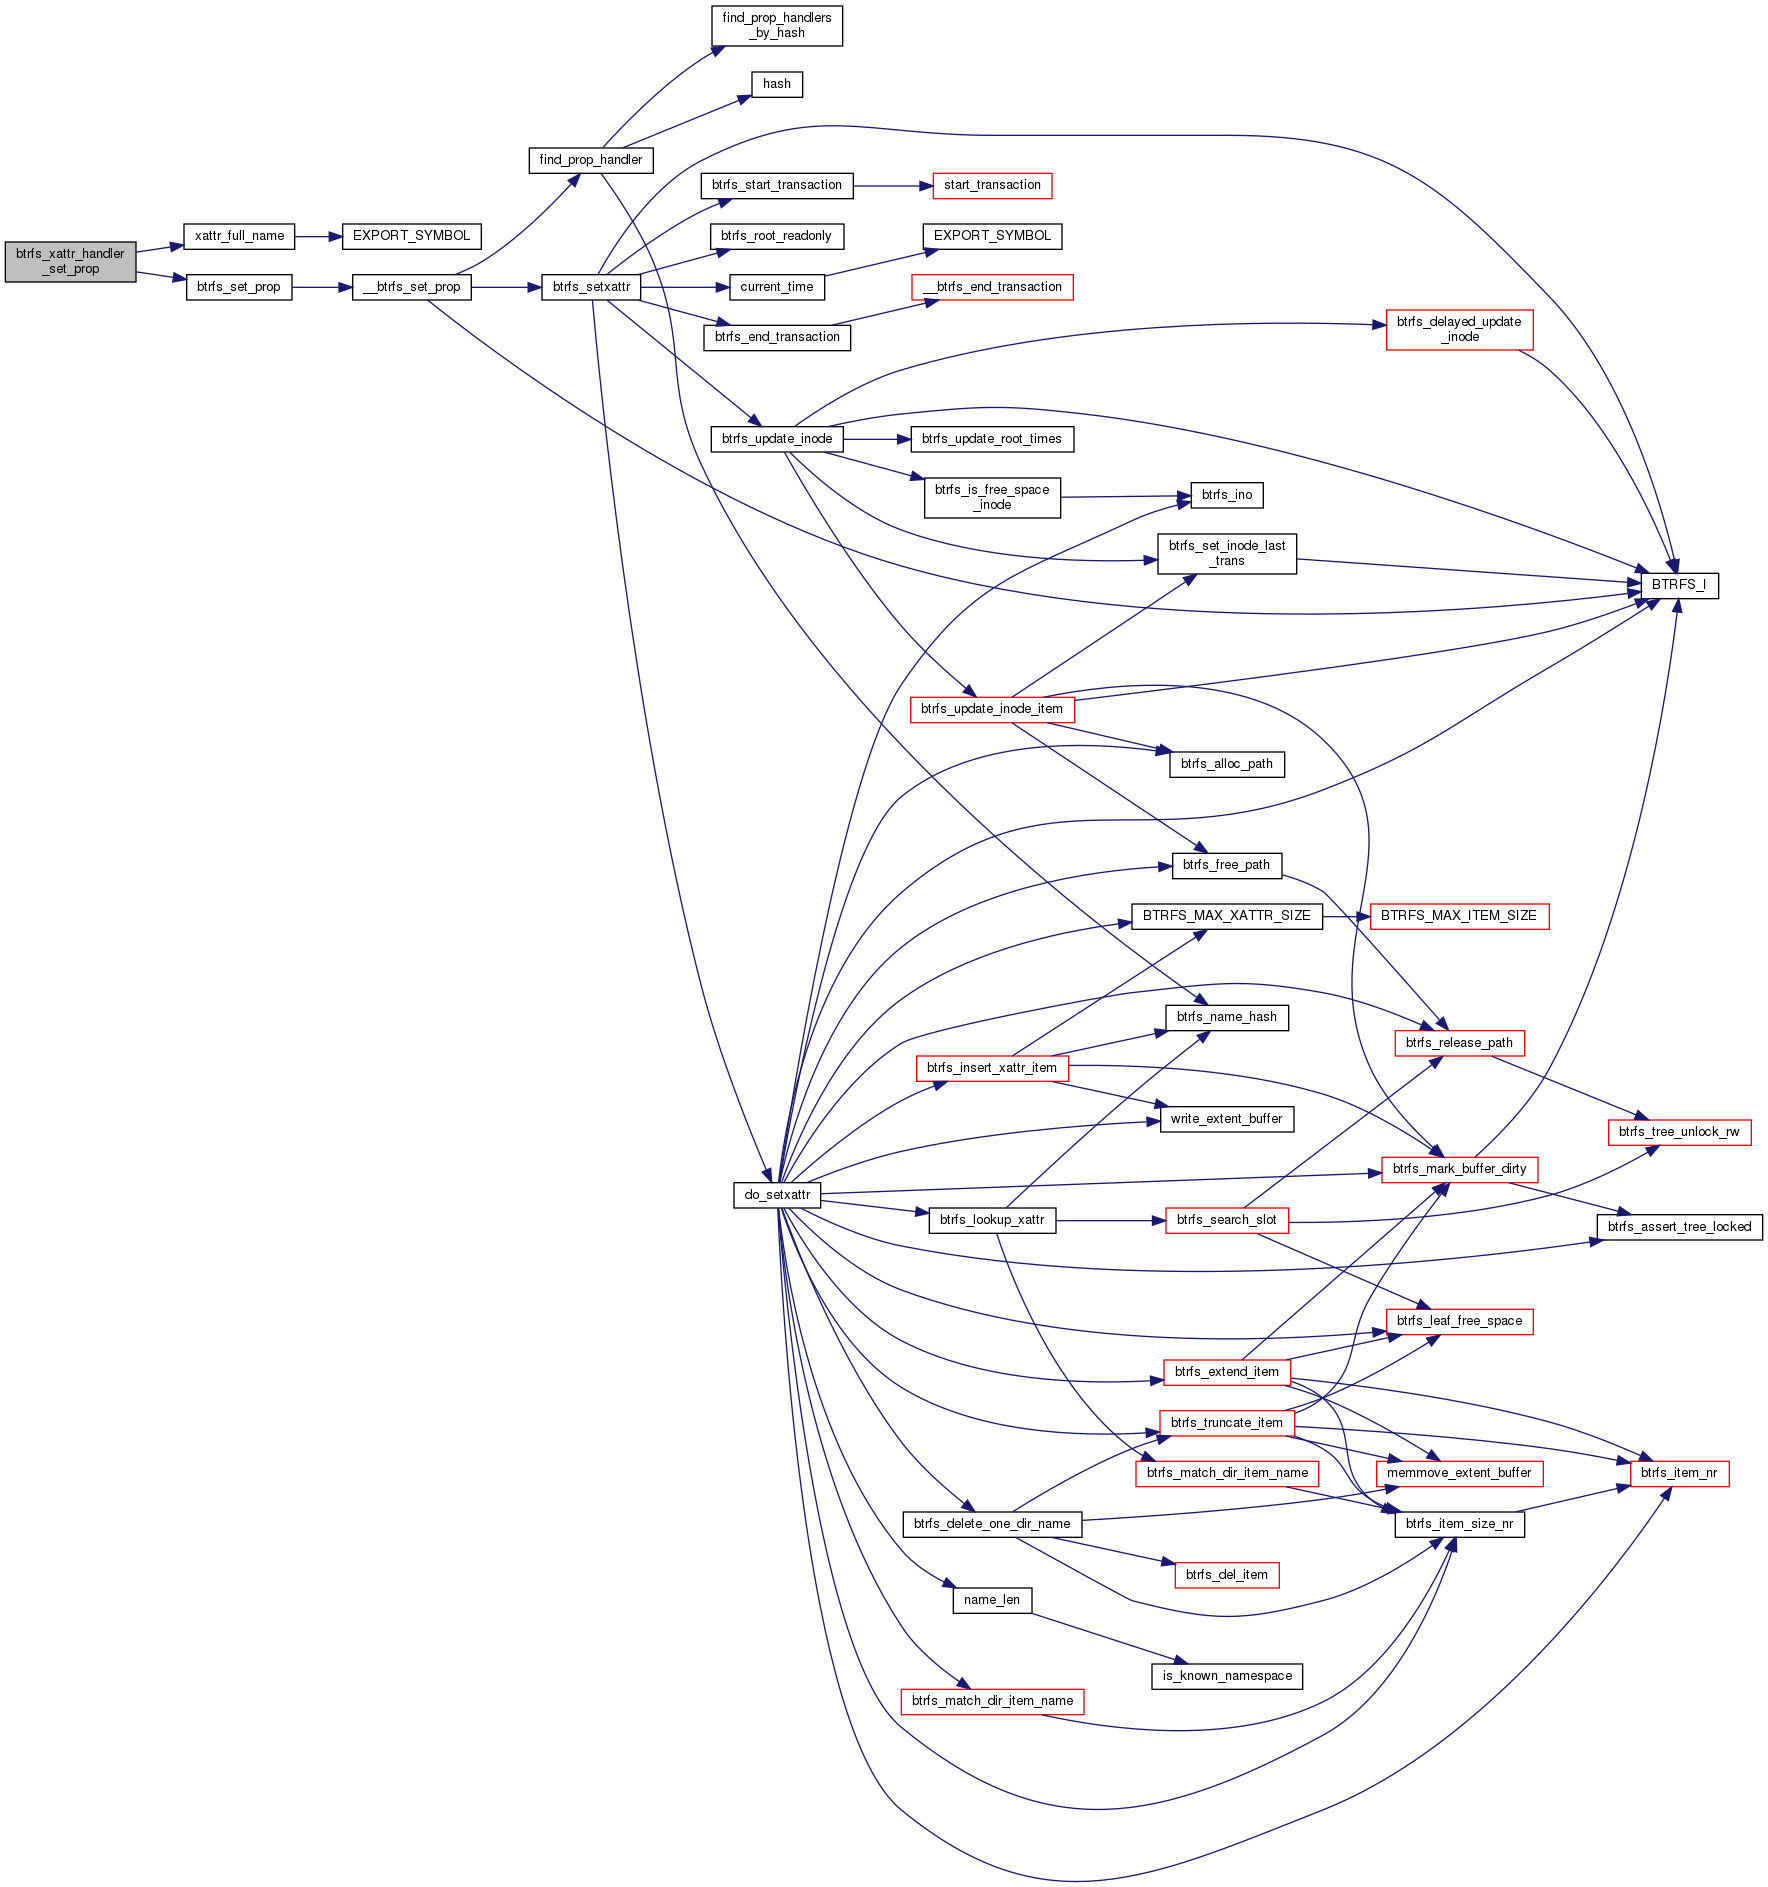 find_prop_handlers
_by_hash
hash
find_prop_handler
btrfs_start_transaction
start_transaction
xattr_full_name
EXPORT_SYMBOL
btrfs_root_readonly
EXPORT_SYMBOL
btrfs_xattr_handler
_set_prop
btrfs_set_prop
__btrfs_set_prop
btrfs_setxattr
current_time
__btrfs_end_transaction
btrfs_end_transaction
btrfs_delayed_update
_inode
btrfs_update_inode
btrfs_update_root_times
btrfs_is_free_space
_inode
btrfs_ino
btrfs_set_inode_last
_trans
BTRFS_I
btrfs_update_inode_item
btrfs_alloc_path
btrfs_free_path
BTRFS_MAX_XATTR_SIZE
BTRFS_MAX_ITEM_SIZE
btrfs_name_hash
btrfs_release_path
btrfs_insert_xattr_item
write_extent_buffer
btrfs_tree_unlock_rw
btrfs_mark_buffer_dirty
do_setxattr
btrfs_lookup_xattr
btrfs_search_slot
btrfs_assert_tree_locked
btrfs_leaf_free_space
btrfs_extend_item
btrfs_truncate_item
btrfs_match_dir_item_name
memmove_extent_buffer
btrfs_item_nr
btrfs_delete_one_dir_name
btrfs_item_size_nr
btrfs_del_item
name_len
is_known_namespace
btrfs_match_dir_item_name